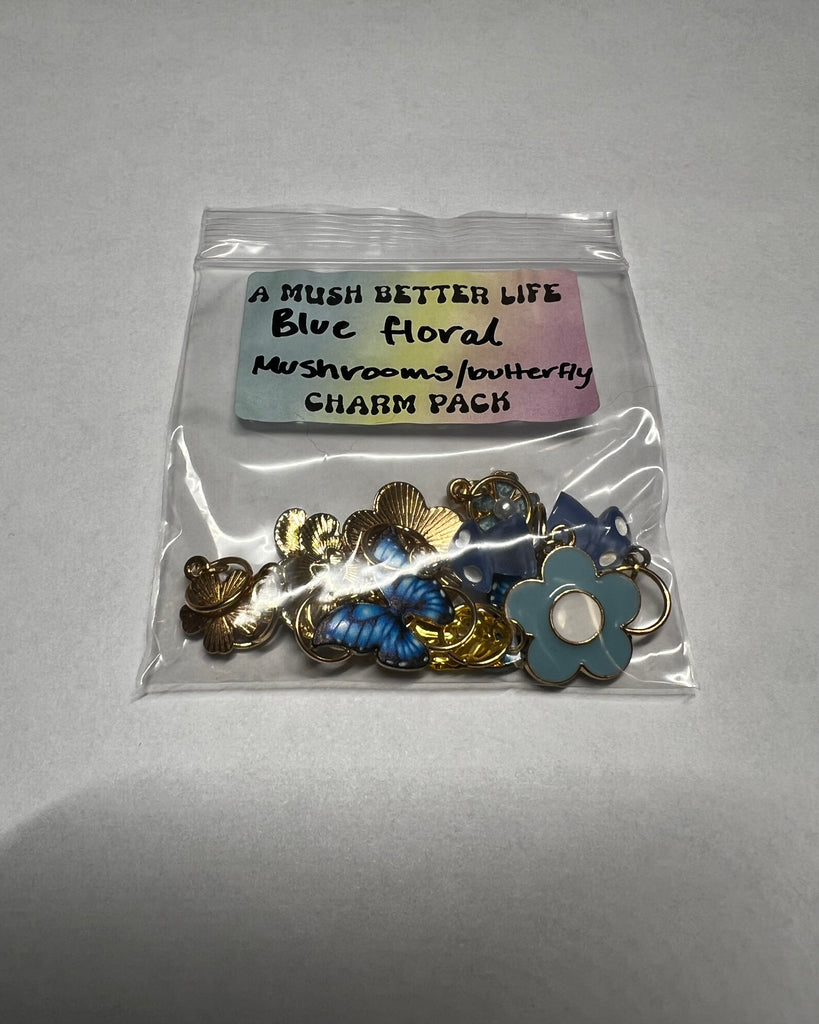 A MUSH BETTER LIFE
Blue floral
Mushrooms/butterfly
CHARM PACK